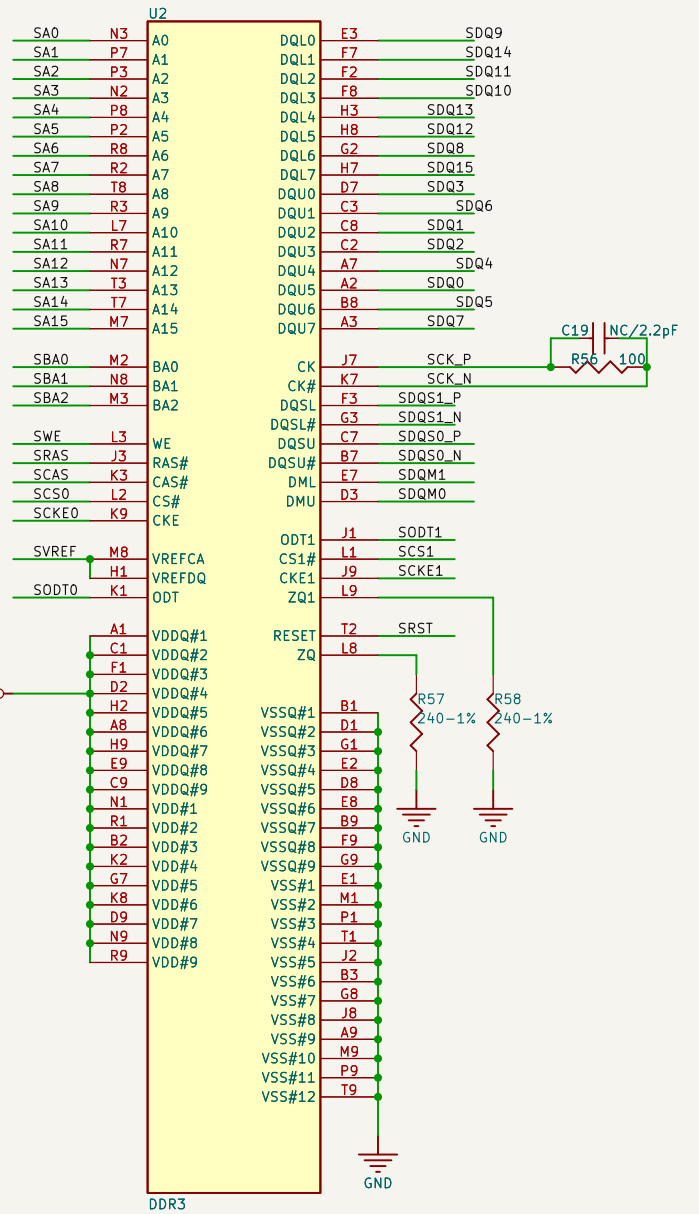 U2
SA0 N3 A0 DQL0 E3 SDQ9
SA1 P7 A1 DQL1 F7 SDQ14
SA2 P3 A2 DQL2 F2 SDQ11
SA3 N2 A3 DQL3 F8 SDQ10
SA4 P8 A4 DQL4 H3 SDQ13
SA5 P2 A5 DQL5 H8 SDQ12
SA6 R8 A6 DQL6 G2 SDQ8
SA7 R2 A7 DQL7 H7 SDQ15
SA8 T8 A8 DQU0 D7 SDQ3
SA9 R3 A9 DQU1 C3 SDQ6
SA10 L7 A10 DQU2 C8 SDQ1
SA11 R7 A11 DQU3 C2 SDQ2
SA12 N7 A12 DQU4 A7 SDQ4
SA13 T3 A13 DQU5 A2 SDQ0
SA14 T7 A14 DQU6 B8 SDQ5
SA15 M7 A15 DQU7 A3 SDQ7
C19 NC/2.2pF
SBA0 M2 BA0 CK J7 SCK_P R56 100
SBA1 N8 BA1 CK# K7 SCK_N
SBA2 M3 BA2 DQSL F3 SDQS1_P
DQSL# G3 SDQS1_N
SWE L3 WE DQSU C7 SDQS0_P
SRAS J3 RAS# DQSU# B7 SDQS0_N
SCAS K3 CAS# DML E7 SDQM1
SCS0 L2 CS# DMU D3 SDQM0
SCKE0 K9 CKE
ODT1 J1 SODT1
SVREF M8 VREFCA CS1# L1 SCS1
H1 VREFDQ CKE1 J9 SCKE1
SODT0 K1 ODT ZQ1 L9
A1 VDDQ#1 RESET T2 SRST
C1 VDDQ#2 ZQ L8
F1 VDDQ#3
D2 VDDQ#4 R57 R58
H2 VDDQ#5 VSSQ#1 B1 240-1% 240-1%
A8 VDDQ#6 VSSQ#2 D1
H9 VDDQ#7 VSSQ#3 G1
E9 VDDQ#8 VSSQ#4 E2
C9 VDDQ#9 VSSQ#5 D8
N1 VDD#1 VSSQ#6 E8
R1 VDD#2 VSSQ#7 B9 GND GND
B2 VDD#3 VSSQ#8 F9
K2 VDD#4 VSSQ#9 G9
G7 VDD#5 VSS#1 E1
K8 VDD#6 VSS#2 M1
D9 VDD#7 VSS#3 P1
N9 VDD#8 VSS#4 T1
R9 VDD#9 VSS#5 J2
VSS#6 B3
VSS#7 G8
VSS#8 J8
VSS#9 A9
VSS#10 M9
VSS#11 P9
VSS#12 T9
GND
DDR3